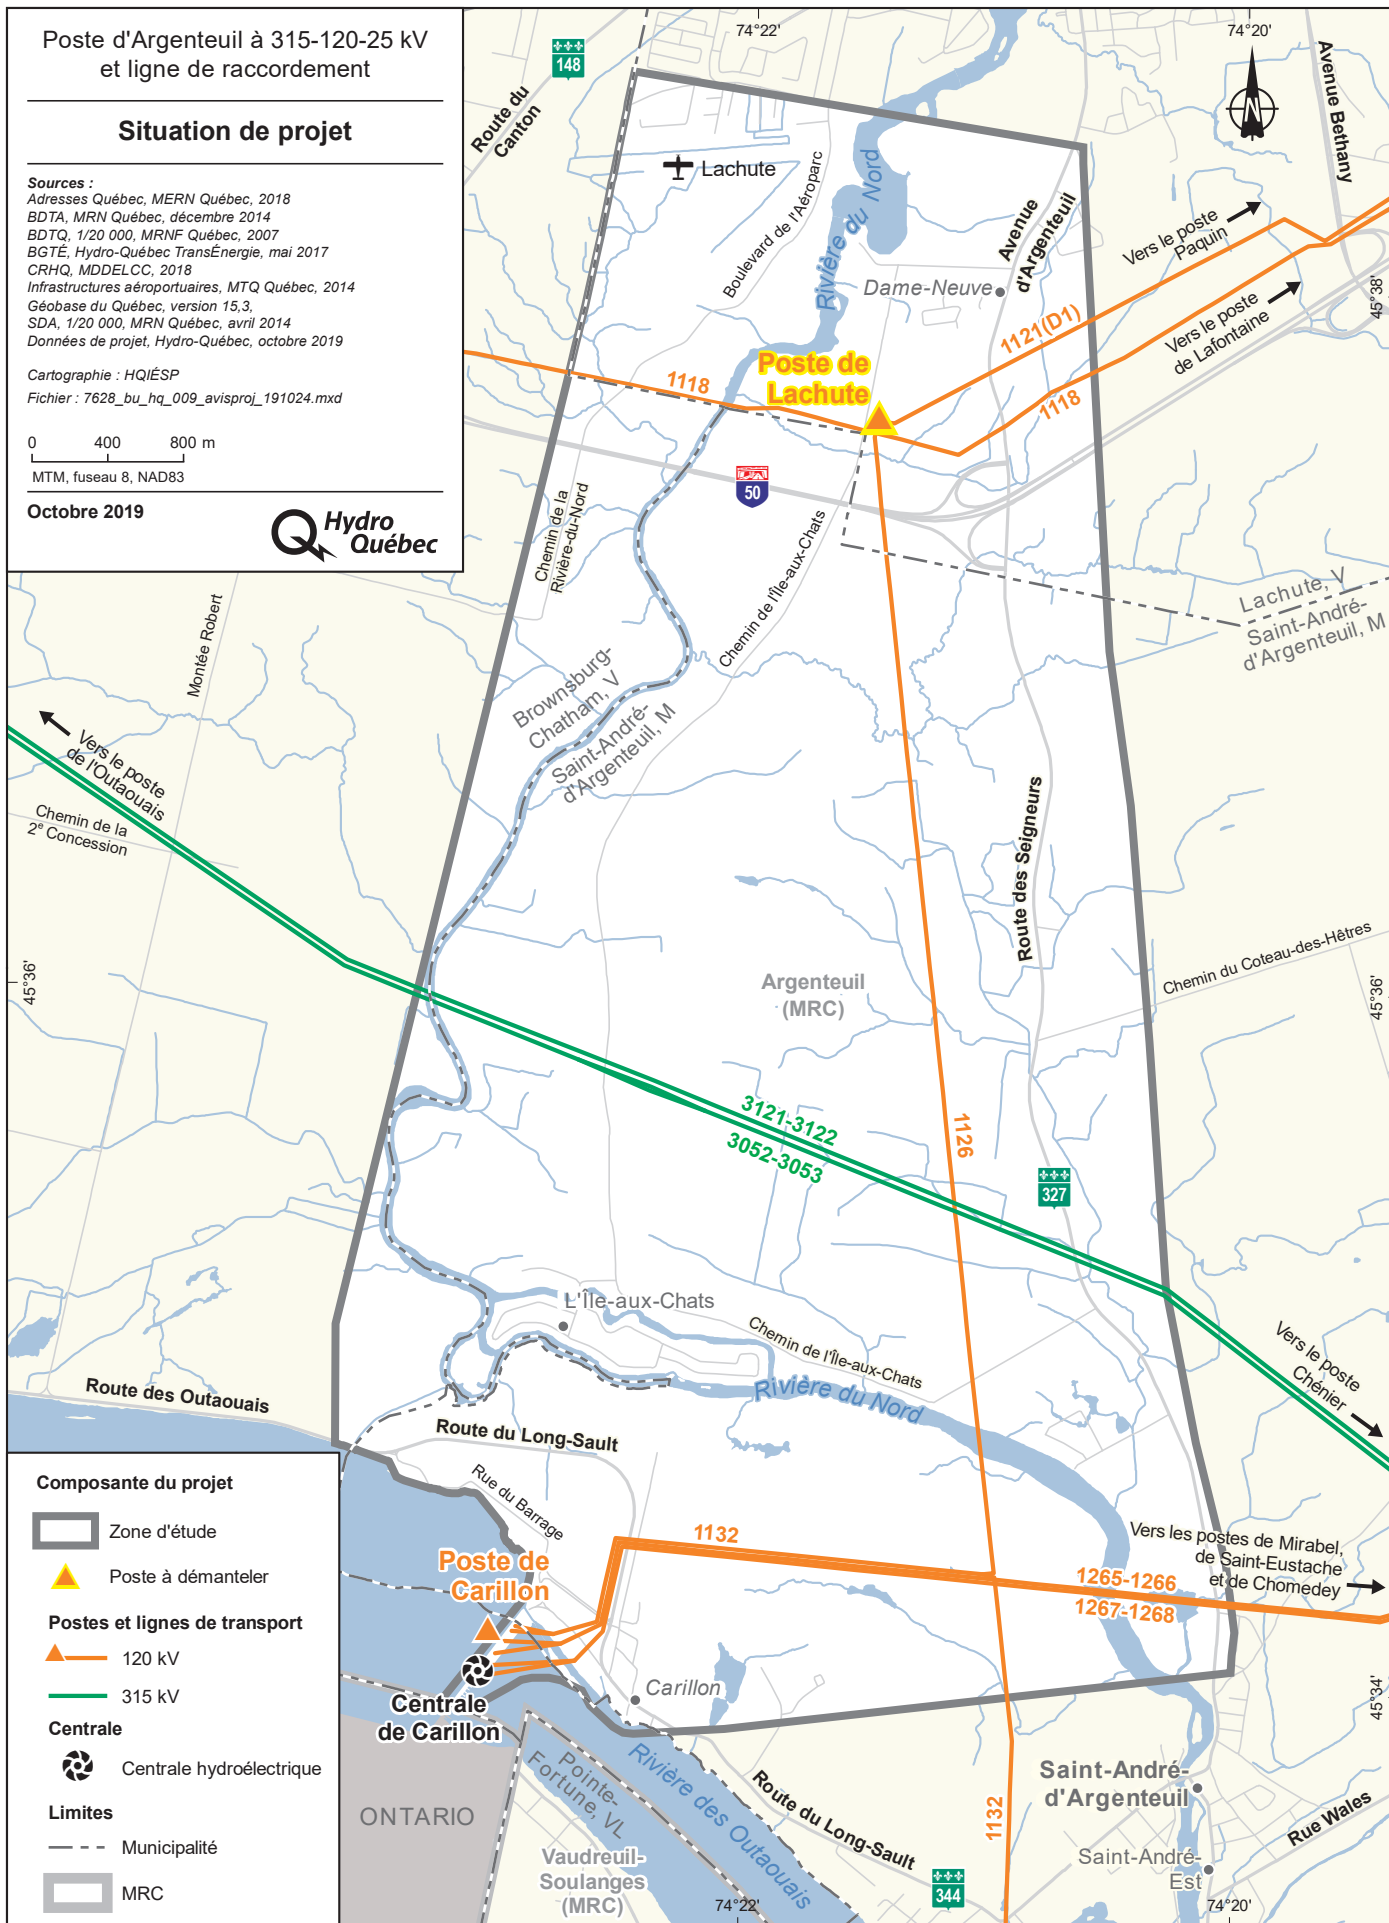 Poste d'Argenteuil à 315-120-25 kV
et ligne de raccordement
Situation de projet
Sources :
Adresses Québec, MERN Québec, 2018
BDTA, MRN Québec, décembre 2014
BDTQ, 1/20 000, MRNF Québec, 2007
BGTÉ, Hydro-Québec TransÉnergie, mai 2017
CRHQ, MDDELCC, 2018
Infrastructures aéroportuaires, MTQ Québec, 2014
Géobase du Québec, version 15,3,
SDA, 1/20 000, MRN Québec, avril 2014
Données de projet, Hydro-Québec, octobre 2019
Cartographie : HQIÉSP
Fichier : 7628_bu_hq_009_avisproj_191024.mxd
0 400 800 m
MTM, fuseau 8, NAD83
Octobre 2019
Hydro
Québec
74°22'
74°20'
148
Route du
Canton
Avenue Bethany
N
Lachute
Boulevard de l'Aéroparc
Rivière du Nord
Avenue
d'Argenteuil
Dame-Neuve
Vers le poste
Paquin
Vers le poste
de Lafontaine
45°38'
1121(D1)
1118
Poste de
Lachute
1118
50
Chemin de la
Rivière-du-Nord
Chemin de l'Île-aux-Chats
Lachute, V
Saint-André-
d'Argenteuil, M
Montée Robert
Brownsburg-
Chatham, V
Saint-André-
d'Argenteuil, M
Vers le poste
de l'Outaouais
Chemin de la
2e Concession
Route des Seigneurs
Chemin du Coteau-des-Hêtres
45°36'
45°36'
Argenteuil
(MRC)
3121-3122
3052-3053
1126
327
L'Île-aux-Chats
Chemin de l'Île-aux-Chats
Rivière du Nord
Vers le poste
Chénier
Route des Outaouais
Route du Long-Sault
Rue du Barrage
1132
Vers les postes de Mirabel,
de Saint-Eustache
et de Chomedey
1265-1266
1267-1268
Poste de
Carillon
Centrale
de Carillon
Carillon
45°34'
Composante du projet
Zone d'étude
Poste à démanteler
Postes et lignes de transport
120 kV
315 kV
Centrale
Centrale hydroélectrique
Limites
Municipalité
MRC
ONTARIO
Pointe-
Fortune, VL
Rivière des Outaouais
Vaudreuil-
Soulanges
(MRC)
Route du Long-Sault
344
1132
Saint-André-
d'Argenteuil
Rue Wales
Saint-André-
Est
74°22'
74°20'